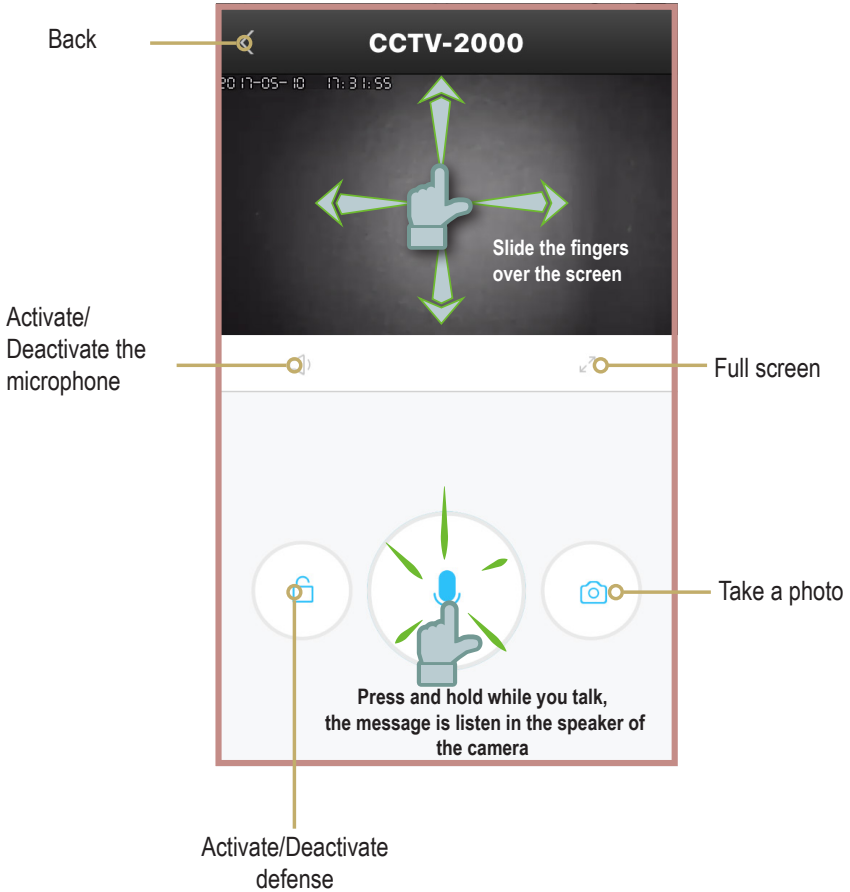 Back
CCTV-2000
2017-05-10 17:31:55
Slide the fingers
over the screen
Activate/
Deactivate the
microphone
Full screen
Take a photo
Press and hold while you talk,
the message is listen in the speaker of
the camera
Activate/Deactivate
defense